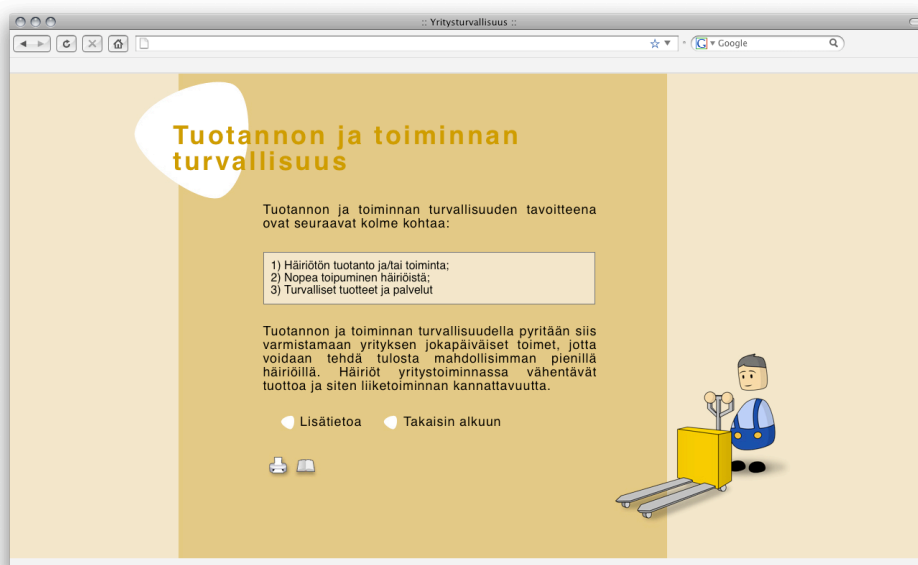 :: Yritysturvallisuus ::
Google
Tuotannon ja toiminnan
turvallisuus
Tuotannon ja toiminnan turvallisuuden tavoitteena
ovat seuraavat kolme kohtaa:
1) Häiriötön tuotanto ja/tai toiminta;
2) Nopea toipuminen häiriöistä;
3) Turvalliset tuotteet ja palvelut
Tuotannon ja toiminnan turvallisuudella pyritään siis
varmistamaan yrityksen jokapäiväiset toimet, jotta
voidaan tehdä tulosta mahdollisimman pienillä
häiriöillä. Häiriöt yritystoiminnassa vähentävät
tuottoa ja siten liiketoiminnan kannattavuutta.
Lisätietoa Takaisin alkuun